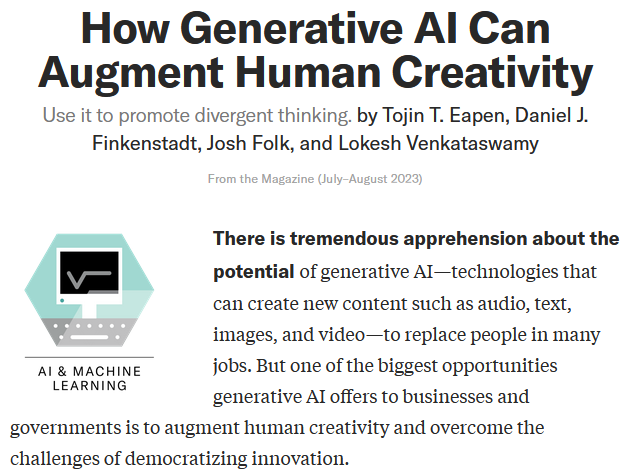 How Generative AI Can
Augment Human Creativity
Use it to promote divergent thinking. by Tojin T. Eapen, Daniel J.
Finkenstadt, Josh Folk, and Lokesh Venkataswamy
From the Magazine (July–August 2023)
AI & MACHINE
LEARNING
There is tremendous apprehension about the
potential of generative AI—technologies that
can create new content such as audio, text,
images, and video—to replace people in many
jobs. But one of the biggest opportunities
generative AI offers to businesses and
governments is to augment human creativity and overcome the
challenges of democratizing innovation.